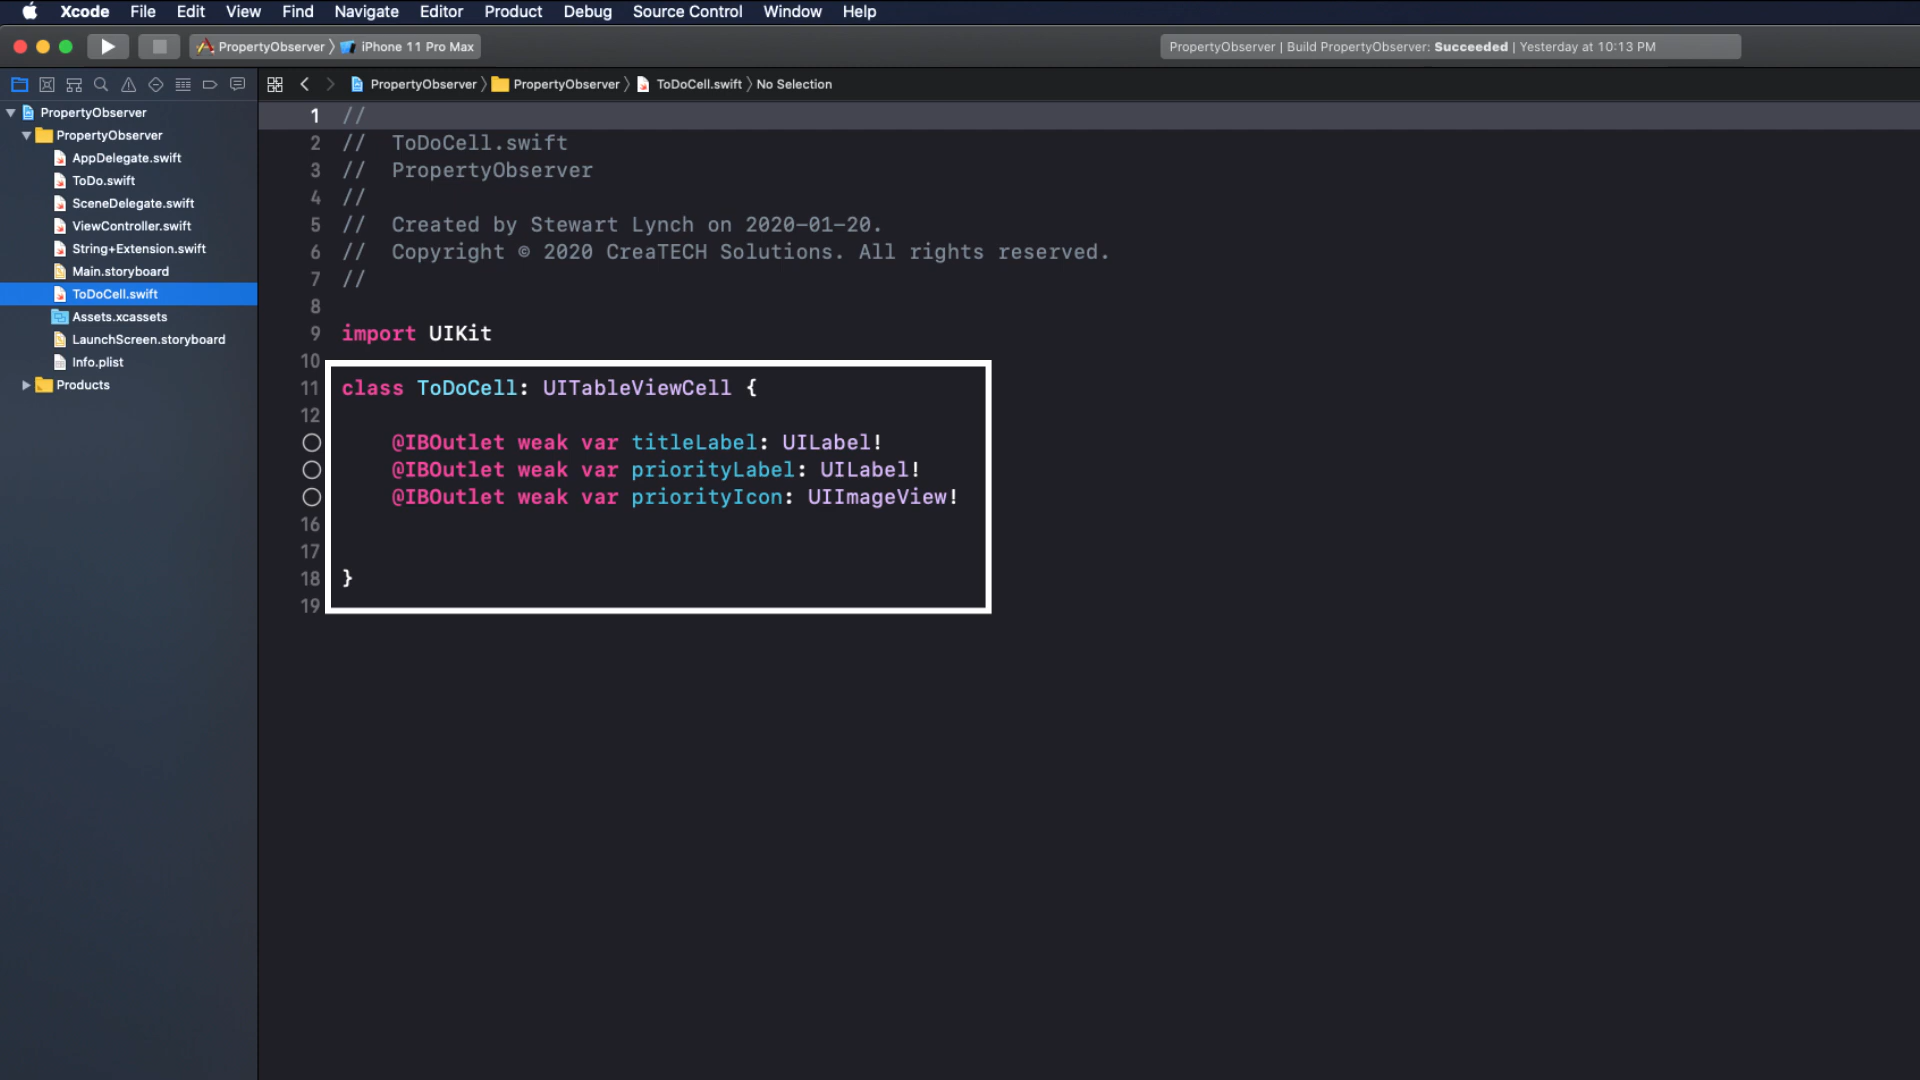 Xcode File Edit View Find Navigate Editor Product Debug Source Control Window Help
PropertyObserver 〉 iPhone 11 Pro Max
PropertyObserver | Build PropertyObserver: Succeeded | Yesterday at 10:13 PM
PropertyObserver 〉 PropertyObserver 〉 ToDoCell.swift 〉 No Selection
PropertyObserver
PropertyObserver
AppDelegate.swift
ToDo.swift
SceneDelegate.swift
ViewController.swift
String+Extension.swift
Main.storyboard
ToDoCell.swift
Assets.xcassets
LaunchScreen.storyboard
Info.plist
Products
1 //
2 //  ToDoCell.swift
3 //  PropertyObserver
4 //
5 //  Created by Stewart Lynch on 2020-01-20.
6 //  Copyright © 2020 CreaTECH Solutions. All rights reserved.
7 //
8
9 import UIKit
10
11 class ToDoCell: UITableViewCell {
12
@IBOutlet weak var titleLabel: UILabel!
@IBOutlet weak var priorityLabel: UILabel!
@IBOutlet weak var priorityIcon: UIImageView!
16
17
18 }
19